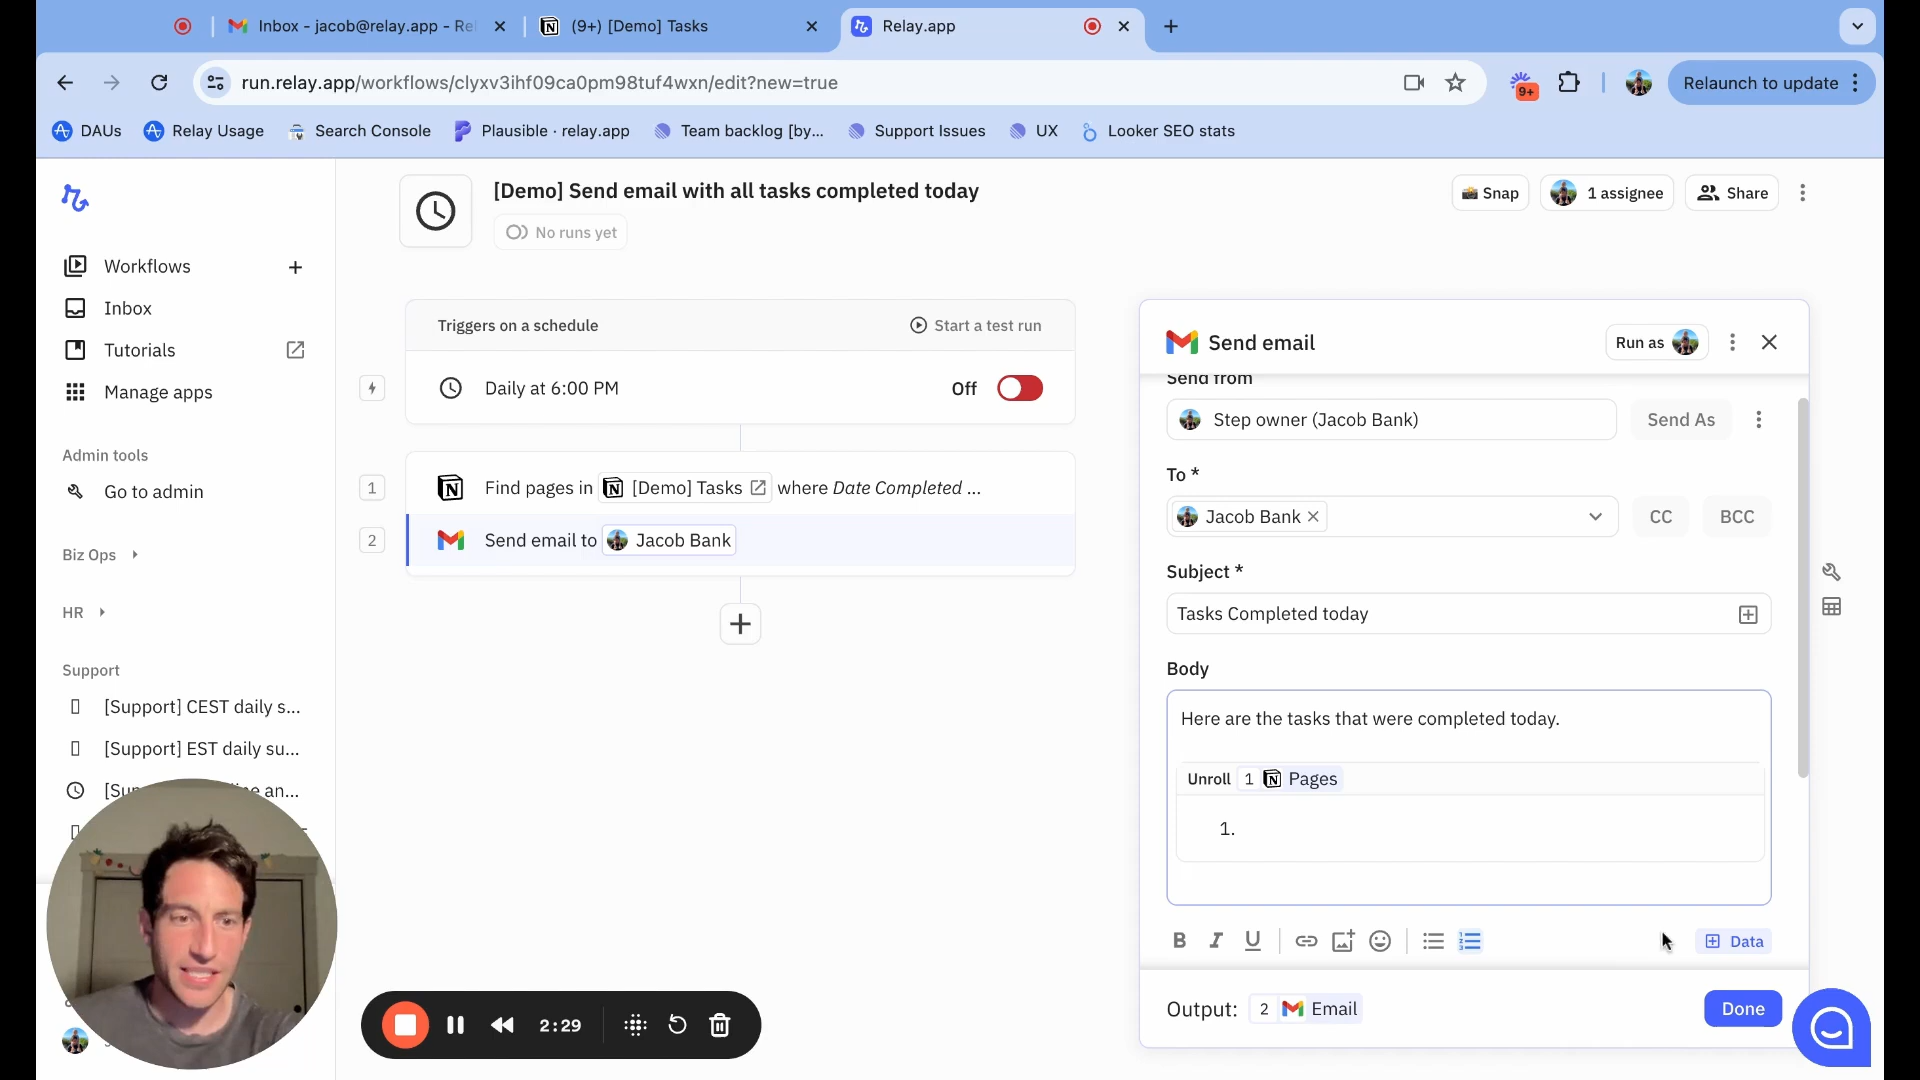 Inbox - jacob@relay.app - Re
(9+) [Demo] Tasks
Relay.app
run.relay.app/workflows/clyxv3ihf09ca0pm98tuf4wxn/edit?new=true
9+
Relaunch to update
DAUs
Relay Usage
Search Console
Plausible · relay.app
Team backlog [by...
Support Issues
UX
Looker SEO stats
[Demo] Send email with all tasks completed today
No runs yet
Snap
1 assignee
Share
Workflows
Inbox
Tutorials
Manage apps
Admin tools
Go to admin
Biz Ops
HR
Support
[Support] CEST daily s...
[Support] EST daily su...
Triggers on a schedule
Start a test run
Daily at 6:00 PM
Off
1
Find pages in [Demo] Tasks where Date Completed ...
2
Send email to Jacob Bank
Send email
Run as
Send from
Step owner (Jacob Bank)
Send As
To *
Jacob Bank
CC
BCC
Subject *
Tasks Completed today
Body
Here are the tasks that were completed today.
Unroll 1 Pages
1.
B I U
Data
Output: 2 Email
Done
2:29